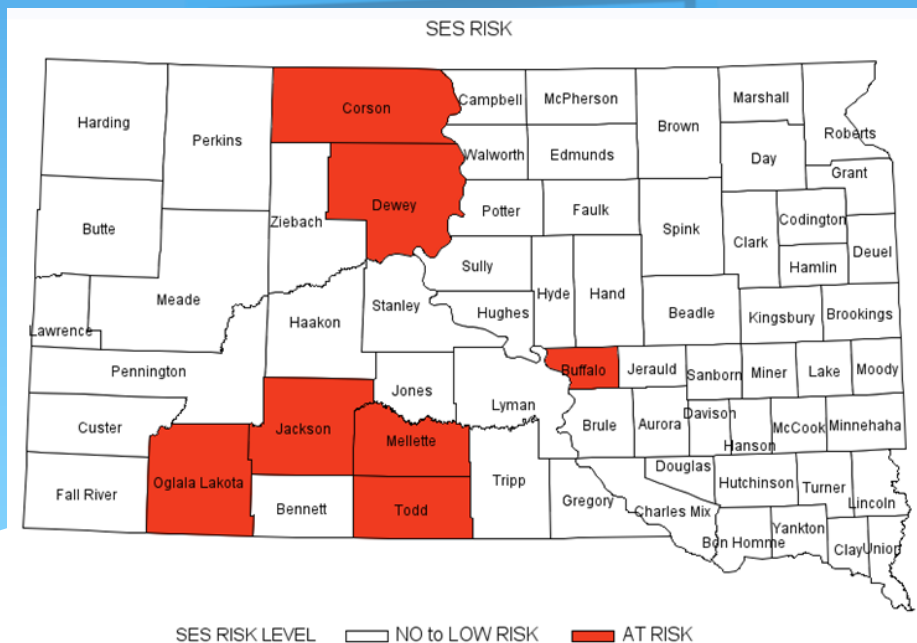 SES RISK
Campbell
McPherson
Marshall
Corson
Harding
Brown
Roberts
Perkins
Walworth
Edmunds
Day
Grant
Dewey
Potter
Faulk
Codington
Ziebach
Butte
Spink
Clark
Deuel
Sully
Hamlin
Meade
Stanley
Hyde
Hand
Hughes
Beadle
Kingsbury
Brookings
Haakon
Lawrence
Pennington
Buffalo
Jerauld
Sanborn
Miner
Lake
Moody
Jones
Lyman
Custer
Jackson
Mellette
Brule
Aurora
Davison
McCook
Minnehaha
Hanson
Oglala Lakota
Tripp
Douglas
Fall River
Bennett
Todd
Gregory
Hutchinson
Turner
Lincoln
Charles Mix
Yankton
Bon Homme
Clay
Union
SES RISK LEVEL NO to LOW RISK AT RISK